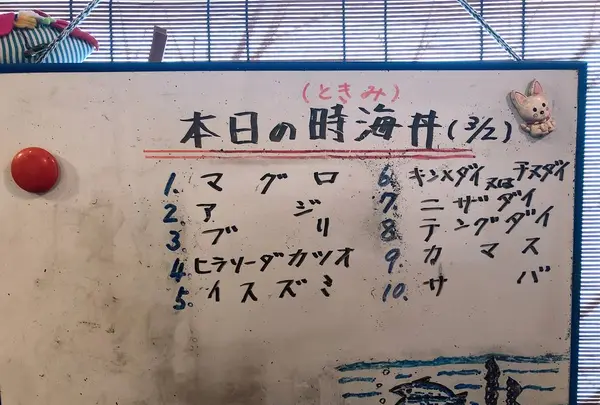 (ときみ)
本日の時海丼(3/2)
1. マグロ
2. アジ
3. ブリ
4. ヒラソーダカツオ
5. イスズミ
6. キンメダイ又はチダイ
7 ニザダイ
8 テングダイ
9. カマス
10. サバ